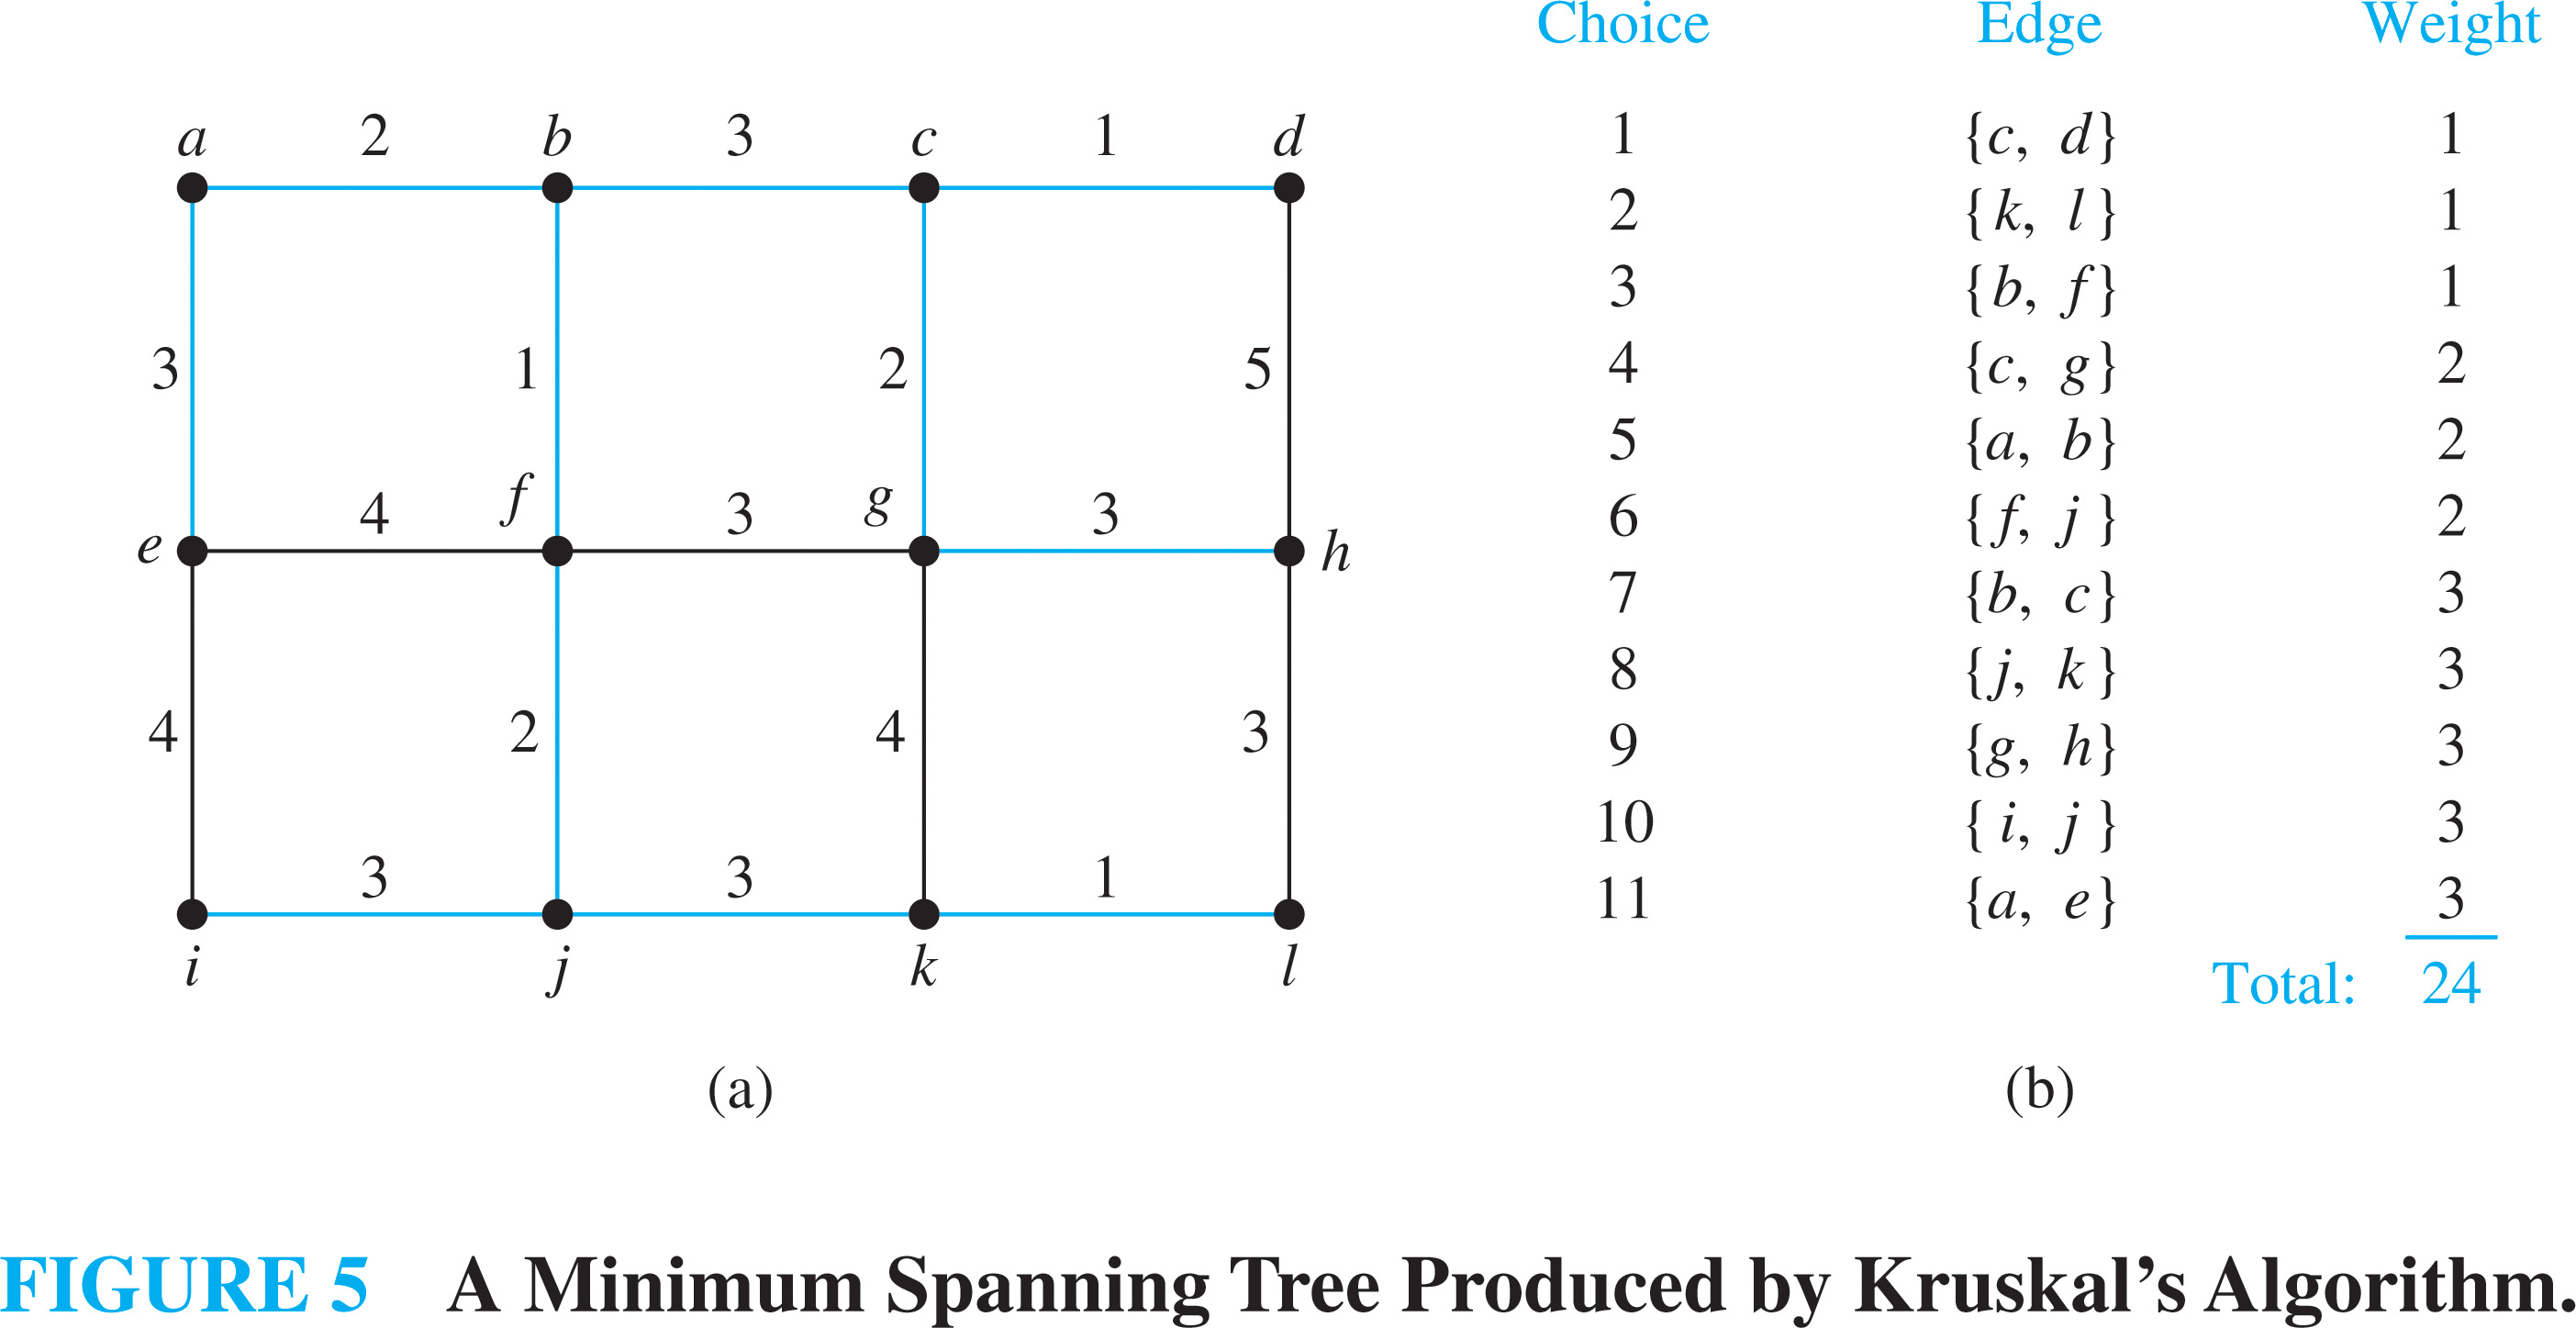 Choice Edge Weight
a 2 b 3 c 1 d
1 {c, d} 1
2 {k, l} 1
3 {b, f} 1
3 1 2 5
4 {c, g} 2
5 {a, b} 2
e 4 f 3 g 3 h
6 {f, j} 2
7 {b, c} 3
8 {j, k} 3
4 2 4 3
9 {g, h} 3
10 {i, j} 3
3 3 1
11 {a, e} 3
i j k l
Total: 24
(a) (b)
FIGURE 5 A Minimum Spanning Tree Produced by Kruskal’s Algorithm.